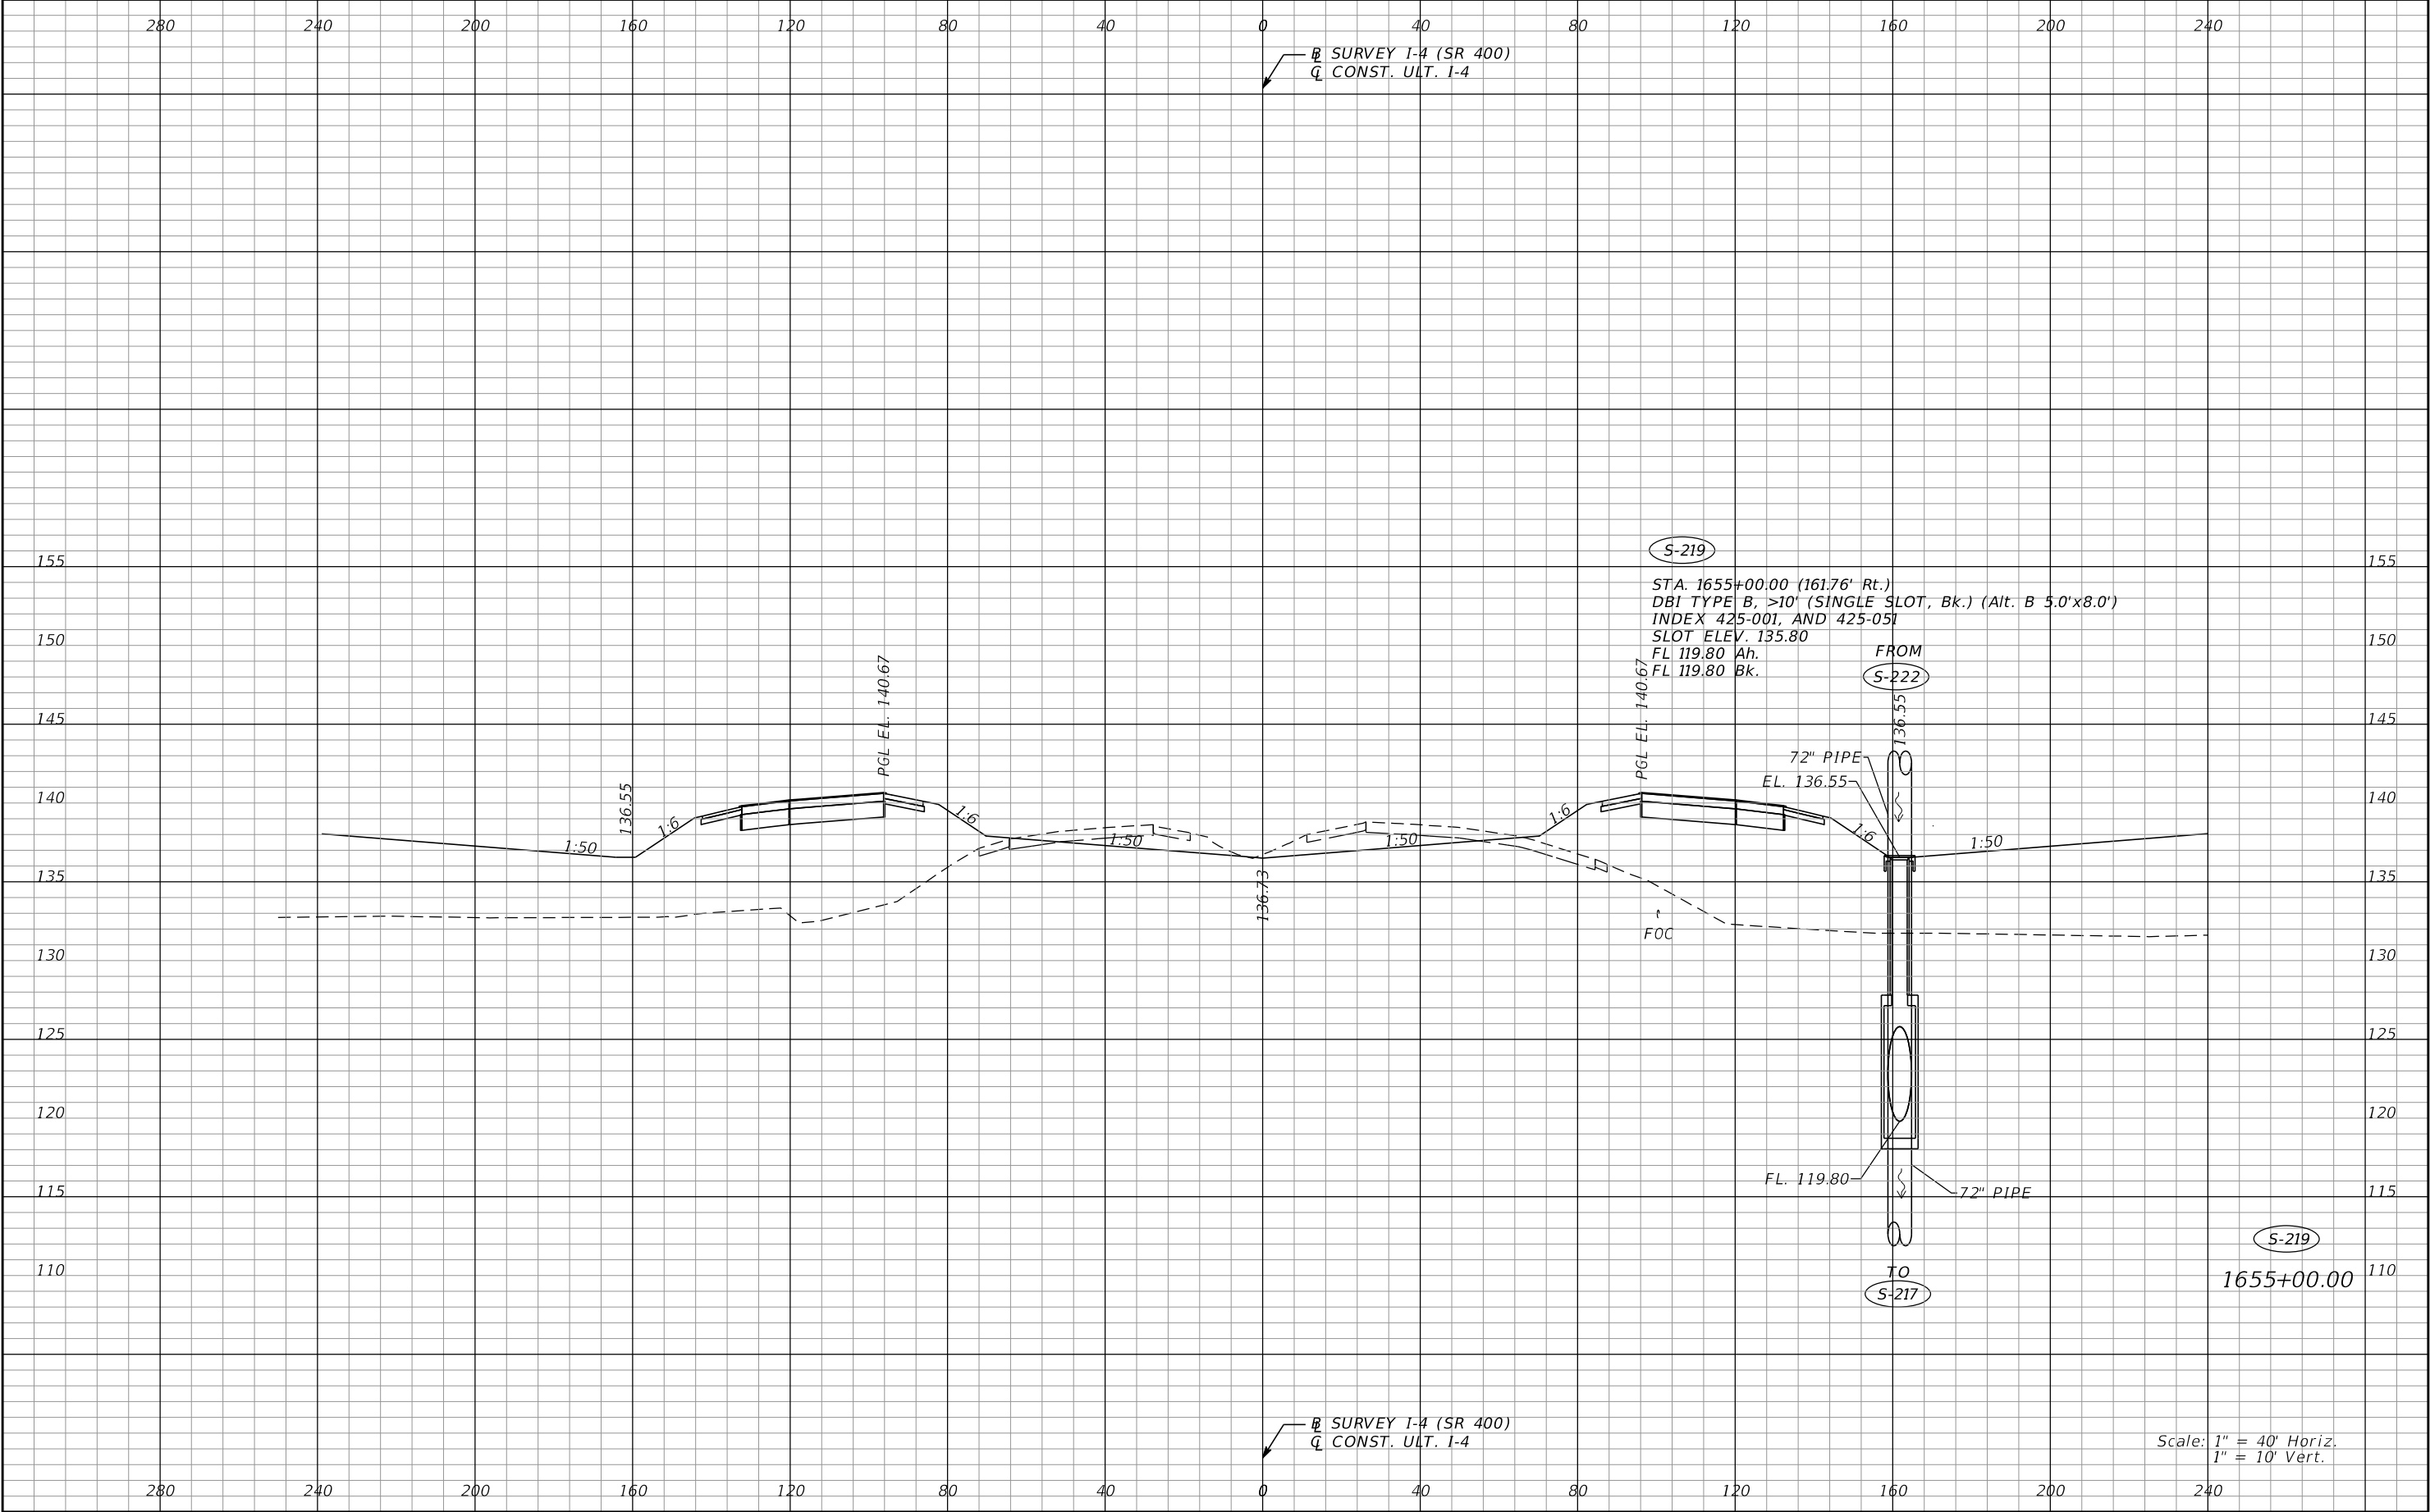 280 240 200 160 120 80 40 0 40 80 120 160 200 240
BL SURVEY I-4 (SR 400)
CL CONST. ULT. I-4
S-219
155 155
STA. 1655+00.00 (161.76' Rt.)
DBI TYPE B, >10' (SINGLE SLOT, Bk.) (Alt. B 5.0'x8.0')
INDEX 425-001, AND 425-051
SLOT ELEV. 135.80
150 150
FL 119.80 Ah.
FL 119.80 Bk.
FROM
S-222
PGL EL. 140.67
PGL EL. 140.67
136.55
145 145
72" PIPE
EL. 136.55
140 140
136.55
1:6
1:6
1:6
1:6
1:50
1:50
1:50
1:50
135 135
136.73
FOC
130 130
125 125
120 120
FL. 119.80
72" PIPE
115 115
S-219
110 110
TO
S-217
1655+00.00
BL SURVEY I-4 (SR 400)
CL CONST. ULT. I-4
Scale: 1" = 40' Horiz.
1" = 10' Vert.
280 240 200 160 120 80 40 0 40 80 120 160 200 240